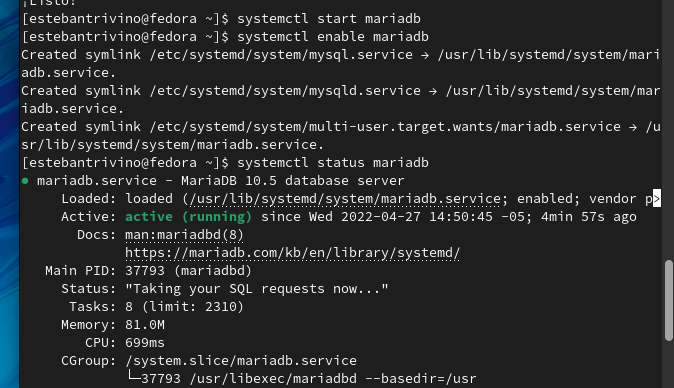 ¡Listo!
[estebantrivino@fedora ~]$ systemctl start mariadb
[estebantrivino@fedora ~]$ systemctl enable mariadb
Created symlink /etc/systemd/system/mysql.service → /usr/lib/systemd/system/mari
adb.service.
Created symlink /etc/systemd/system/mysqld.service → /usr/lib/systemd/system/mar
iadb.service.
Created symlink /etc/systemd/system/multi-user.target.wants/mariadb.service → /u
sr/lib/systemd/system/mariadb.service.
[estebantrivino@fedora ~]$ systemctl status mariadb
● mariadb.service - MariaDB 10.5 database server
Loaded: loaded (/usr/lib/systemd/system/mariadb.service; enabled; vendor p>
Active: active (running) since Wed 2022-04-27 14:50:45 -05; 4min 57s ago
Docs: man:mariadbd(8)
https://mariadb.com/kb/en/library/systemd/
Main PID: 37793 (mariadbd)
Status: "Taking your SQL requests now..."
Tasks: 8 (limit: 2310)
Memory: 81.0M
CPU: 699ms
CGroup: /system.slice/mariadb.service
└─37793 /usr/libexec/mariadbd --basedir=/usr